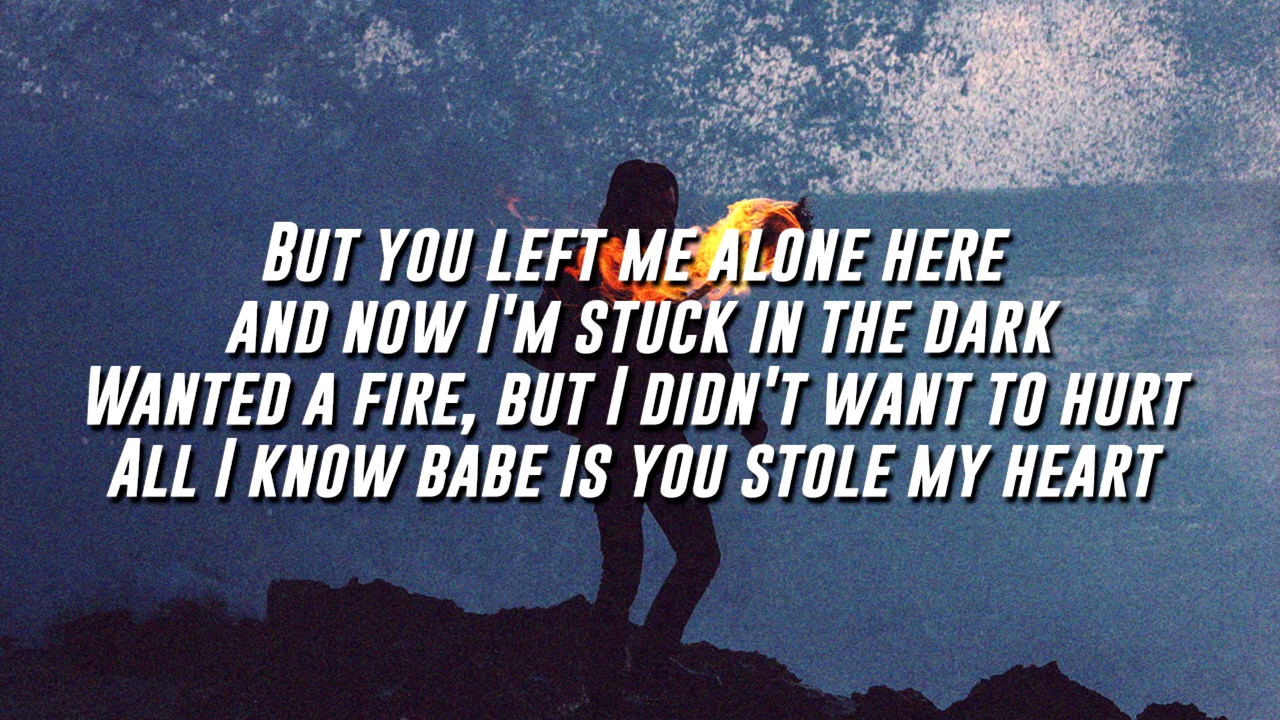 But you left me alone here
and now I'm stuck in the dark
Wanted a fire, but I didn't want to hurt
All I know babe is you stole my heart